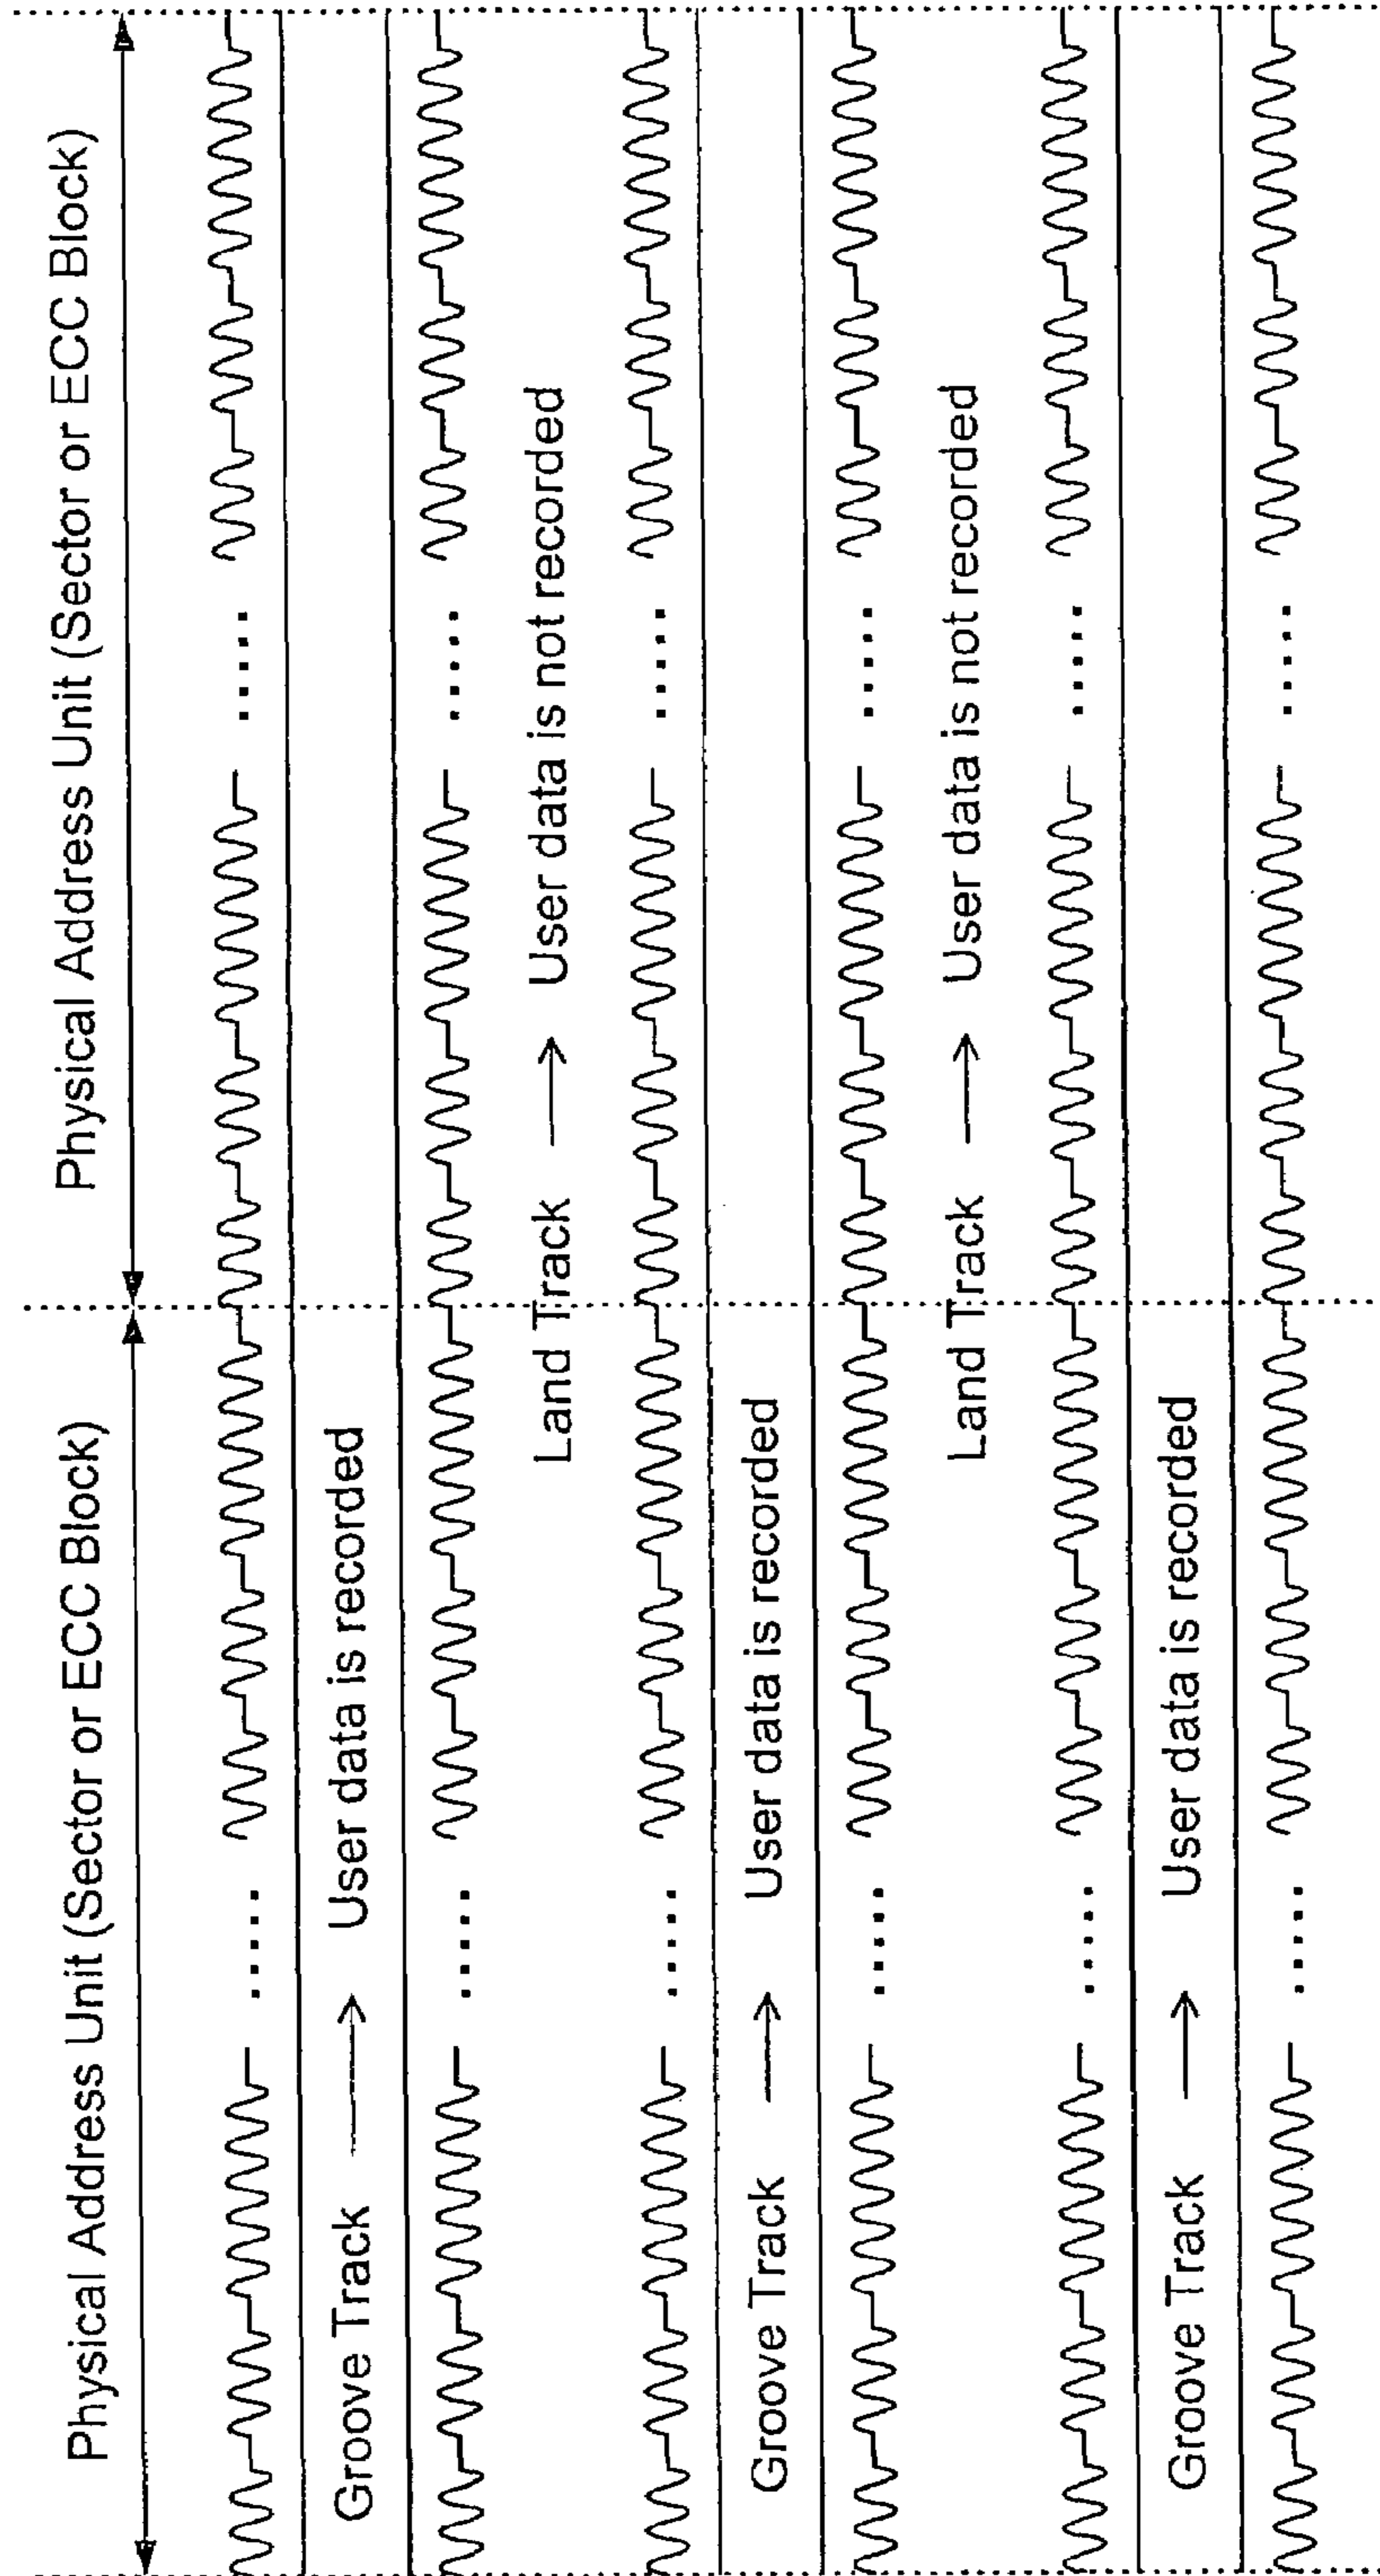 Physical Address Unit (Sector or ECC Block) Physical Address Unit (Sector or ECC Block)
Groove Track → User data is recorded
Land Track → User data is not recorded
Groove Track → User data is recorded
Land Track → User data is not recorded
Groove Track → User data is recorded